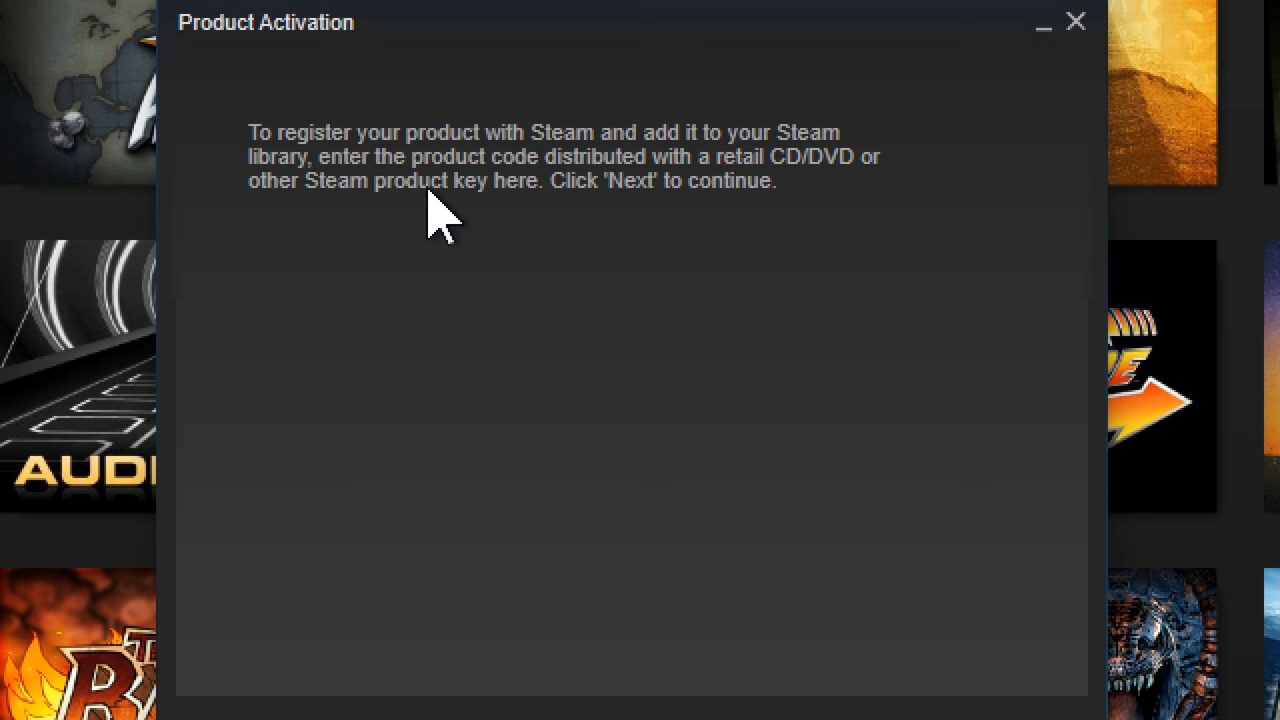 Product Activation
To register your product with Steam and add it to your Steam
library, enter the product code distributed with a retail CD/DVD or
other Steam product key here. Click 'Next' to continue.
AUDI